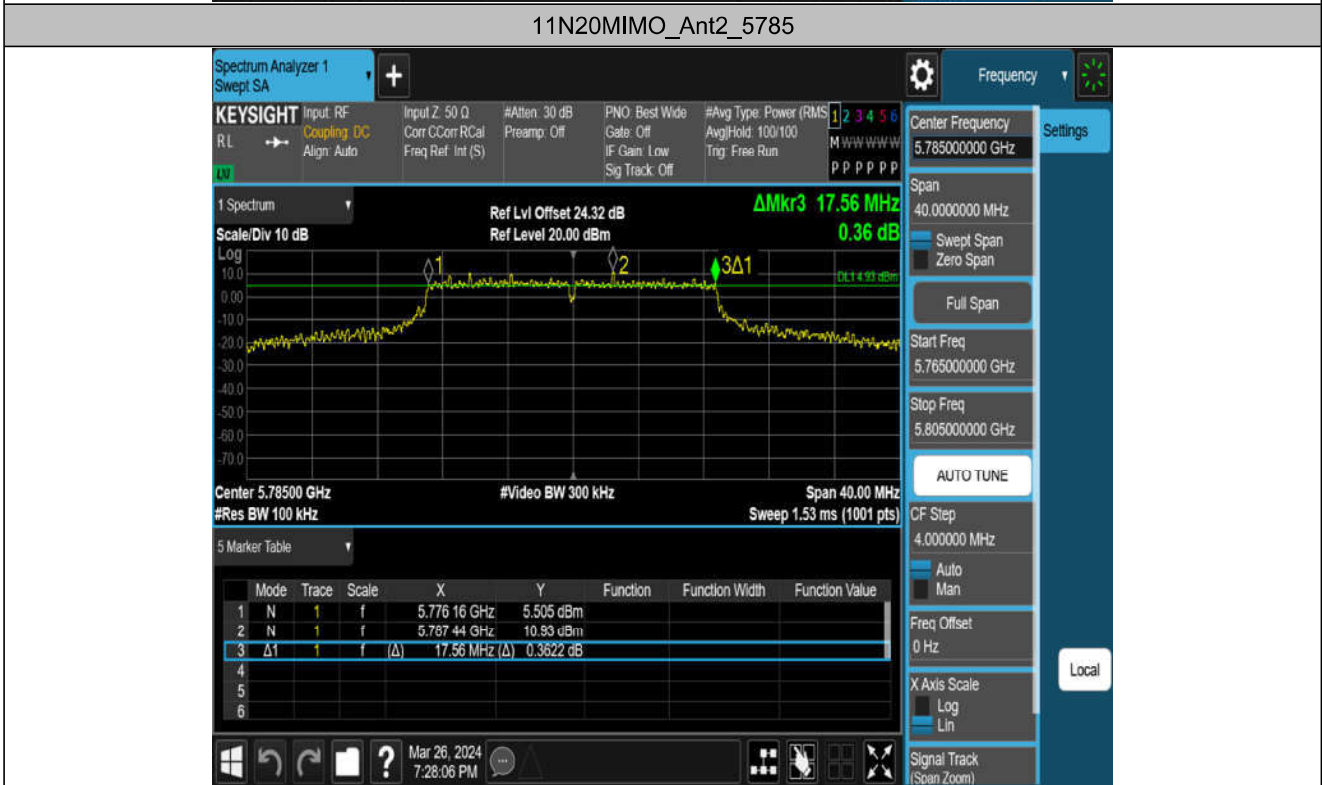 11N20MIMO_Ant2_5785
Spectrum Analyzer 1
Swept SA
+
Frequency
KEYSIGHT
RL
LXI
Input: RF
Coupling: DC
Align: Auto
Input Z: 50 Ω
Corr CCorr RCal
Freq Ref: Int (S)
#Atten: 30 dB
Preamp: Off
PNO: Best Wide
Gate: Off
IF Gain: Low
Sig Track: Off
#Avg Type: Power (RMS
Avg|Hold: 100/100
Trig: Free Run
1 2 3 4 5 6
M W W W W W
P P P P P P
1 Spectrum
Scale/Div 10 dB
Ref Lvl Offset 24.32 dB
Ref Level 20.00 dBm
ΔMkr3 17.56 MHz
0.36 dB
Log
10.0
0.00
-10.0
-20.0
-30.0
-40.0
-50.0
-60.0
-70.0
1
2
3Δ1
DL1 4.93 dBm
Center 5.78500 GHz
#Res BW 100 kHz
#Video BW 300 kHz
Span 40.00 MHz
Sweep 1.53 ms (1001 pts)
5 Marker Table
Mode Trace Scale X Y Function Function Width Function Value
1 N 1 f 5.776 16 GHz 5.505 dBm
2 N 1 f 5.787 44 GHz 10.93 dBm
3 Δ1 1 f (Δ) 17.56 MHz (Δ) 0.3622 dB
4
5
6
?
Mar 26, 2024
7:28:06 PM
Center Frequency
5.785000000 GHz
Settings
Span
40.0000000 MHz
Swept Span
Zero Span
Full Span
Start Freq
5.765000000 GHz
Stop Freq
5.805000000 GHz
AUTO TUNE
CF Step
4.000000 MHz
Auto
Man
Freq Offset
0 Hz
Local
X Axis Scale
Log
Lin
Signal Track
(Span Zoom)